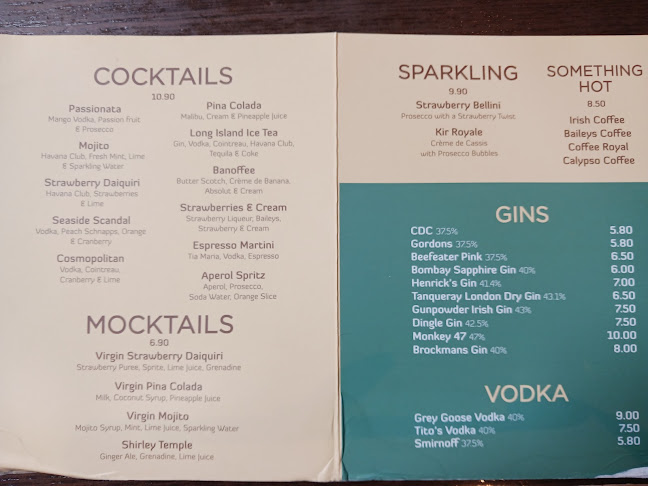 COCKTAILS
10.90
Passionata
Mango Vodka, Passion fruit
& Prosecco
Mojito
Havana Club, Fresh Mint, Lime
& Sparkling Water
Strawberry Daiquiri
Havana Club, Strawberries
& Lime
Seaside Scandal
Vodka, Peach Schnapps, Orange
& Cranberry
Cosmopolitan
Vodka, Cointreau,
Cranberry & Lime
Pina Colada
Malibu, Cream & Pineapple Juice
Long Island Ice Tea
Gin, Vodka, Cointreau, Havana Club,
Tequila & Coke
Banoffee
Butter Scotch, Crème de Banana,
Absolut & Cream
Strawberries & Cream
Strawberry Liqueur, Baileys,
Strawberry & Cream
Espresso Martini
Tia Maria, Vodka, Espresso
Aperol Spritz
Aperol, Prosecco,
Soda Water, Orange Slice
MOCKTAILS
6.90
Virgin Strawberry Daiquiri
Strawberry Puree, Sprite, Lime Juice, Grenadine
Virgin Pina Colada
Milk, Coconut Syrup, Pineapple Juice
Virgin Mojito
Mojito Syrup, Mint, Lime Juice, Sparkling Water
Shirley Temple
Ginger Ale, Grenadine, Lime Juice
SPARKLING
9.90
Strawberry Bellini
Prosecco with a Strawberry Twist
Kir Royale
Crème de Cassis
with Prosecco Bubbles
SOMETHING
HOT
8.50
Irish Coffee
Baileys Coffee
Coffee Royal
Calypso Coffee
GINS
CDC 37.5% 5.80
Gordons 37.5% 5.80
Beefeater Pink 37.5% 6.50
Bombay Sapphire Gin 40% 6.00
Henrick's Gin 41.4% 7.00
Tanqueray London Dry Gin 43.1% 6.50
Gunpowder Irish Gin 43% 7.50
Dingle Gin 42.5% 7.50
Monkey 47 47% 10.00
Brockmans Gin 40% 8.00
VODKA
Grey Goose Vodka 40% 9.00
Tito's Vodka 40% 7.50
Smirnoff 37.5% 5.80